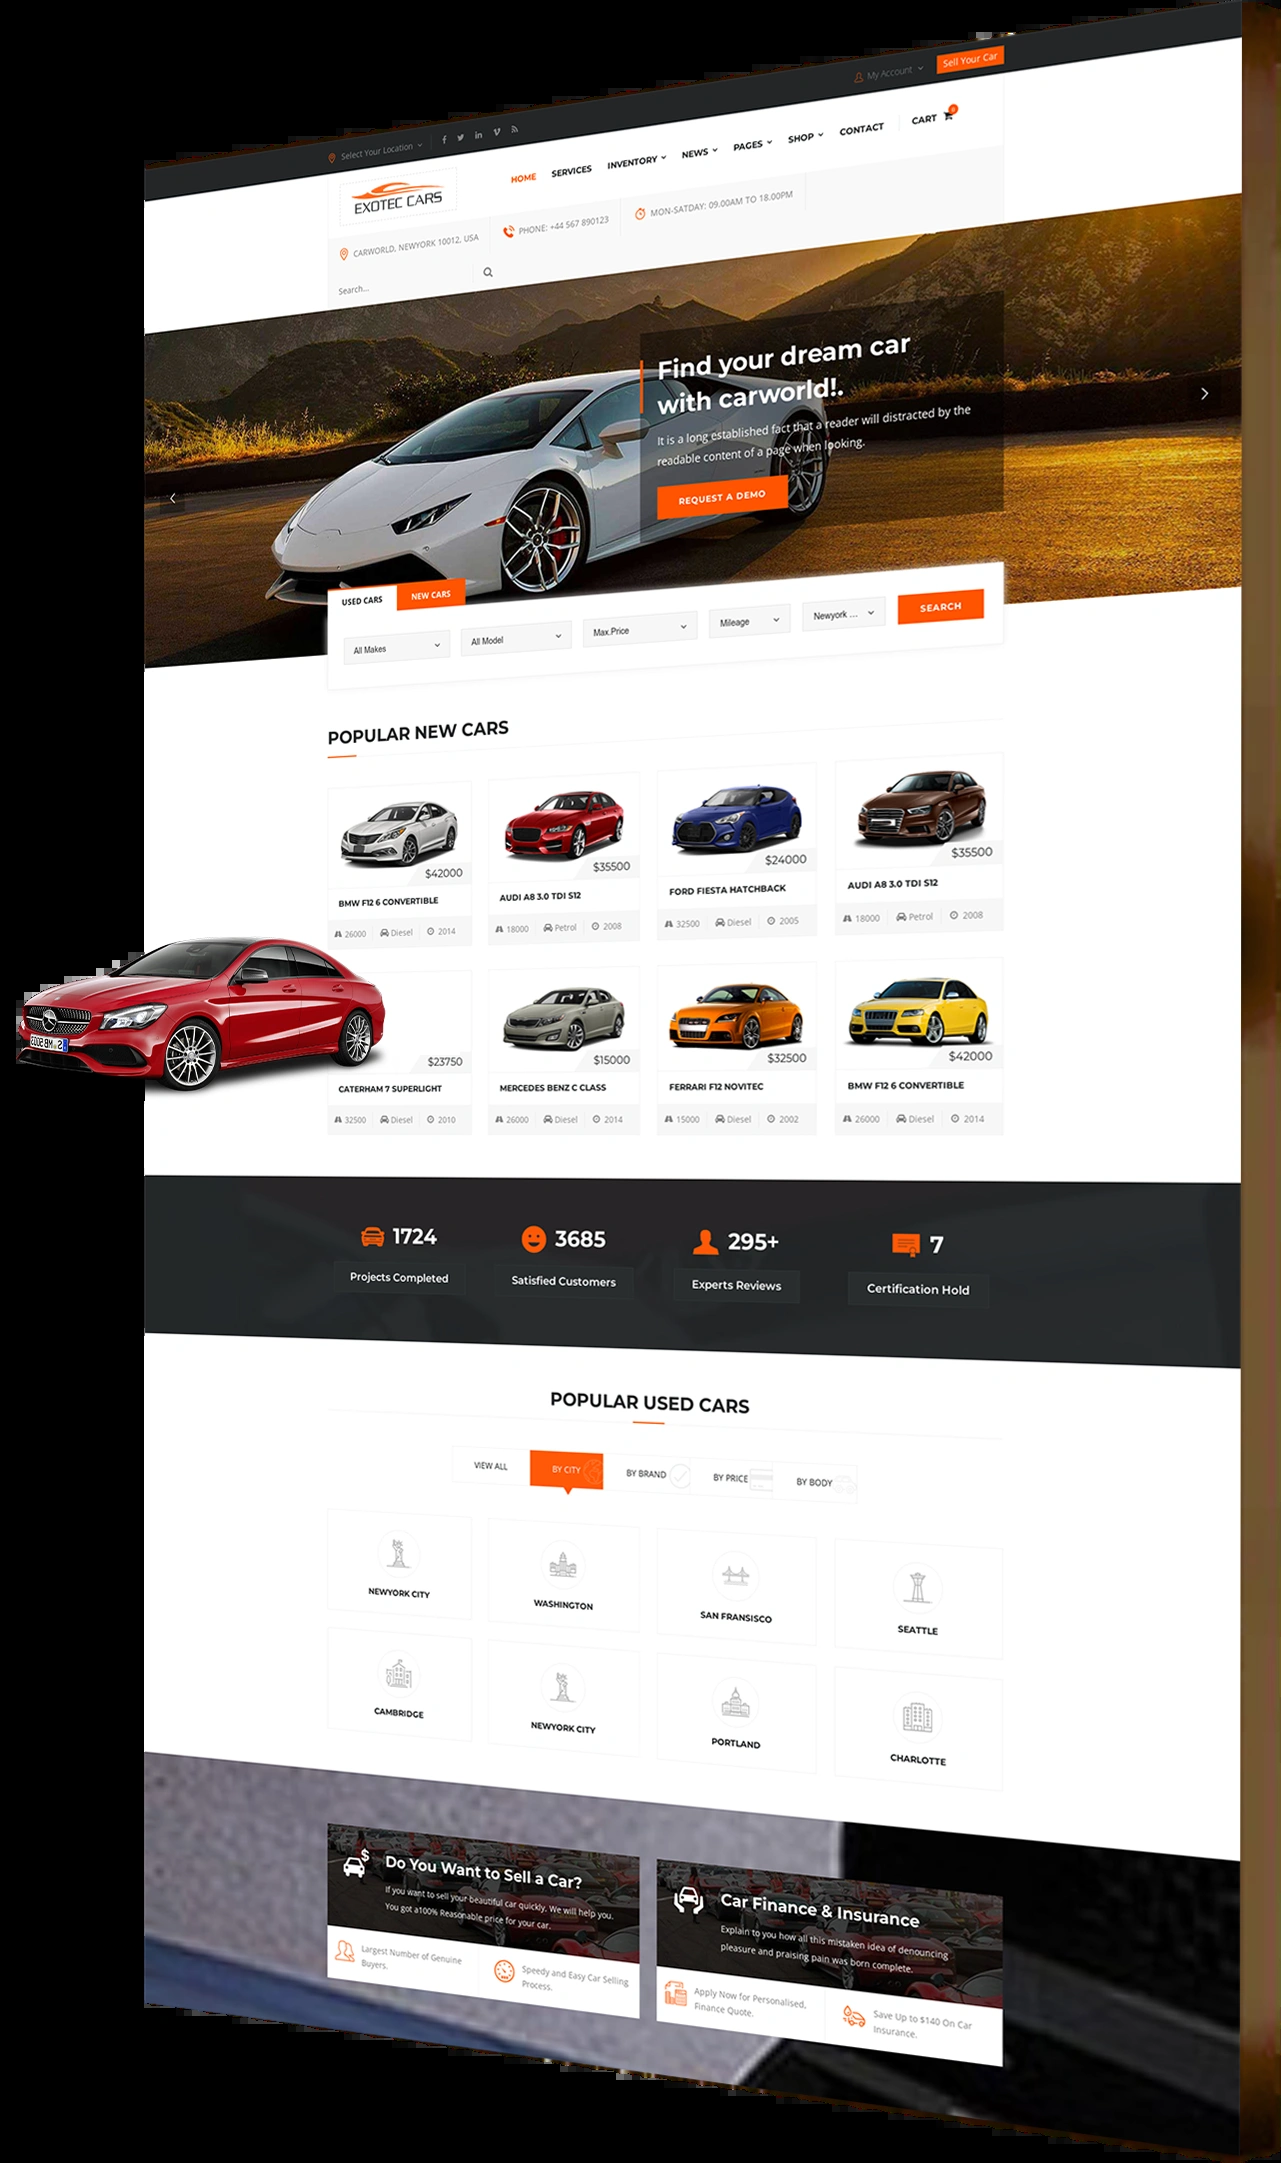 Select Your Location
My Account
Sell Your Car
EXOTEC CARS
HOME
SERVICES
INVENTORY
NEWS
PAGES
SHOP
CONTACT
CART
0
CARWORLD, NEWYORK 10012, USA
PHONE: +44 567 890123
MON-SATDAY: 09.00AM TO 18.00PM
Search...
Find your dream car
with carworld!.
It is a long established fact that a reader will distracted by the
readable content of a page when looking.
REQUEST A DEMO
USED CARS
NEW CARS
All Makes
All Model
Max.Price
Mileage
Newyork ...
SEARCH
POPULAR NEW CARS
$42000
$35500
$24000
$35500
BMW F12 6 CONVERTIBLE
AUDI A8 3.0 TDI S12
FORD FIESTA HATCHBACK
AUDI A8 3.0 TDI S12
26000 Diesel 2014
18000 Petrol 2008
32500 Diesel 2005
18000 Petrol 2008
$23750
$15000
$32500
$42000
CATERHAM 7 SUPERLIGHT
MERCEDES BENZ C CLASS
FERRARI F12 NOVITEC
BMW F12 6 CONVERTIBLE
32500 Diesel 2010
26000 Diesel 2014
15000 Diesel 2002
26000 Diesel 2014
1724
3685
295+
7
Projects Completed
Satisfied Customers
Experts Reviews
Certification Hold
POPULAR USED CARS
VIEW ALL
BY CITY
BY BRAND
BY PRICE
BY BODY
NEWYORK CITY
WASHINGTON
SAN FRANSISCO
SEATTLE
CAMBRIDGE
NEWYORK CITY
PORTLAND
CHARLOTTE
Do You Want to Sell a Car?
If you want to sell your beautiful car quickly. We will help you.
You got a100% Reasonable price for your car.
Largest Number of Genuine
Buyers.
Speedy and Easy Car Selling
Process.
Car Finance & Insurance
Explain to you how all this mistaken idea of denouncing
pleasure and praising pain was born complete.
Apply Now for Personalised,
Finance Quote.
Save Up to $140 On Car
Insurance.